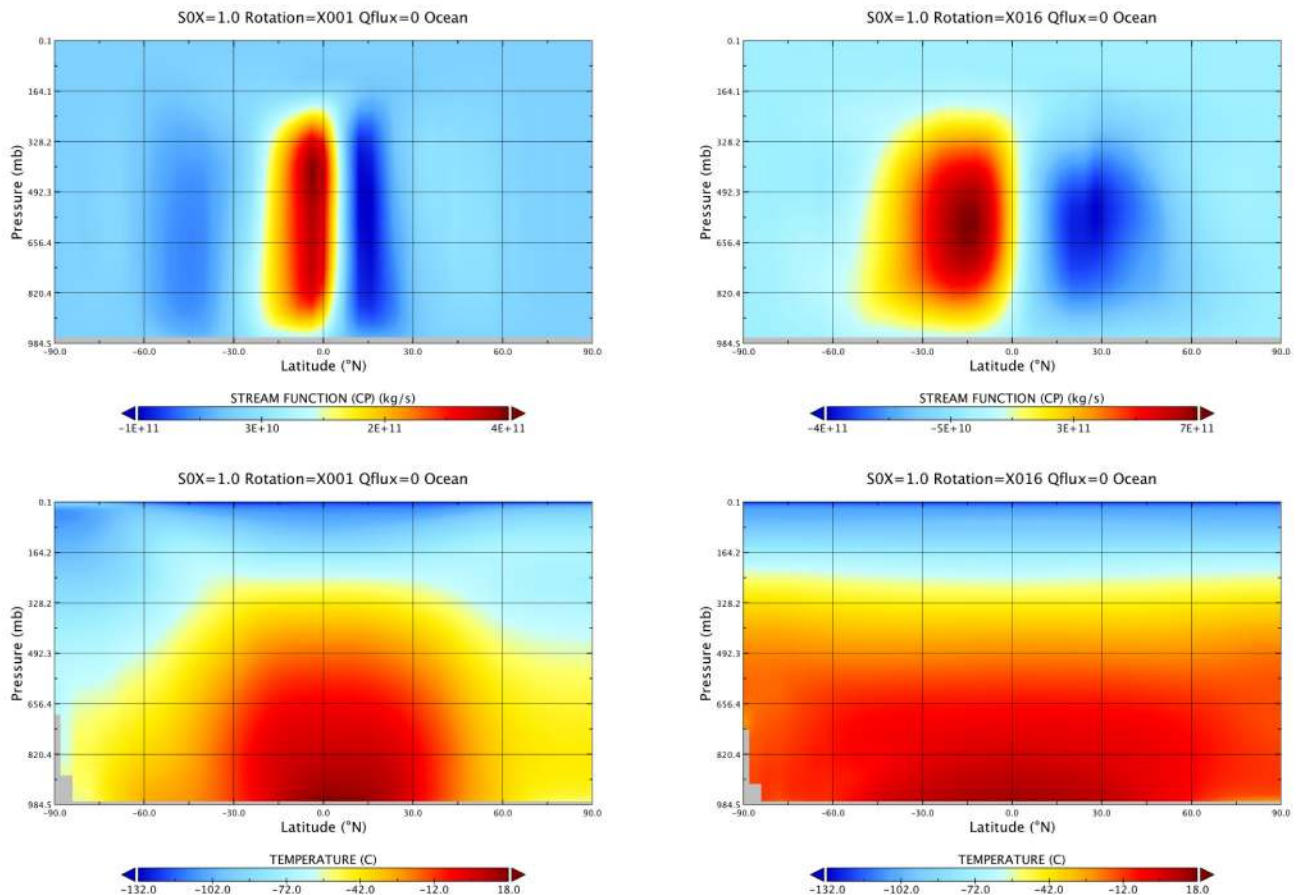 S0X=1.0 Rotation=X001 Qflux=0 Ocean
0.1
164.1
328.2
492.3
656.4
820.4
984.5
Pressure (mb)
-90.0 -60.0 -30.0 0.0 30.0 60.0 90.0
Latitude (°N)
STREAM FUNCTION (CP) (kg/s)
-1E+11 3E+10 2E+11 4E+11
S0X=1.0 Rotation=X016 Qflux=0 Ocean
0.1
164.1
328.2
492.3
656.4
820.4
984.5
Pressure (mb)
-90.0 -60.0 -30.0 0.0 30.0 60.0 90.0
Latitude (°N)
STREAM FUNCTION (CP) (kg/s)
-4E+11 -5E+10 3E+11 7E+11
S0X=1.0 Rotation=X001 Qflux=0 Ocean
0.1
164.2
328.2
492.3
656.4
820.4
984.5
Pressure (mb)
-90.0 -60.0 -30.0 0.0 30.0 60.0 90.0
Latitude (°N)
TEMPERATURE (C)
-132.0 -102.0 -72.0 -42.0 -12.0 18.0
S0X=1.0 Rotation=X016 Qflux=0 Ocean
0.1
164.2
328.2
492.3
656.4
820.4
984.5
Pressure (mb)
-90.0 -60.0 -30.0 0.0 30.0 60.0 90.0
Latitude (°N)
TEMPERATURE (C)
-132.0 -102.0 -72.0 -42.0 -12.0 18.0